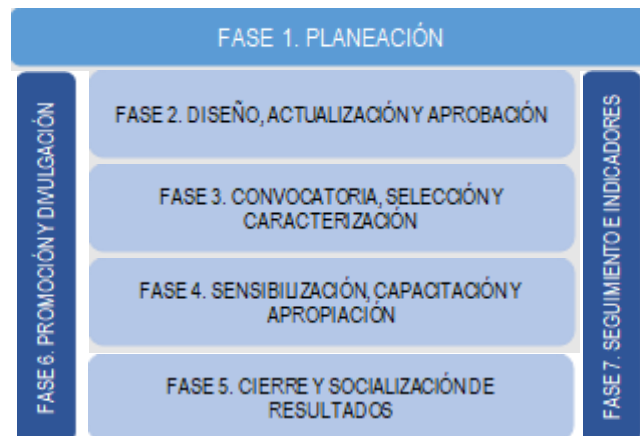 FASE 1. PLANEACIÓN
FASE 6. PROMOCIÓN Y DIVULGACIÓN
FASE 2. DISEÑO, ACTUALIZACIÓN Y APROBACIÓN
FASE 3. CONVOCATORIA, SELECCIÓN Y
CARACTERIZACIÓN
FASE 4. SENSIBILIZACIÓN, CAPACITACIÓN Y
APROPIACIÓN
FASE 5. CIERRE Y SOCIALIZACIÓN DE
RESULTADOS
FASE 7. SEGUIMIENTO E INDICADORES